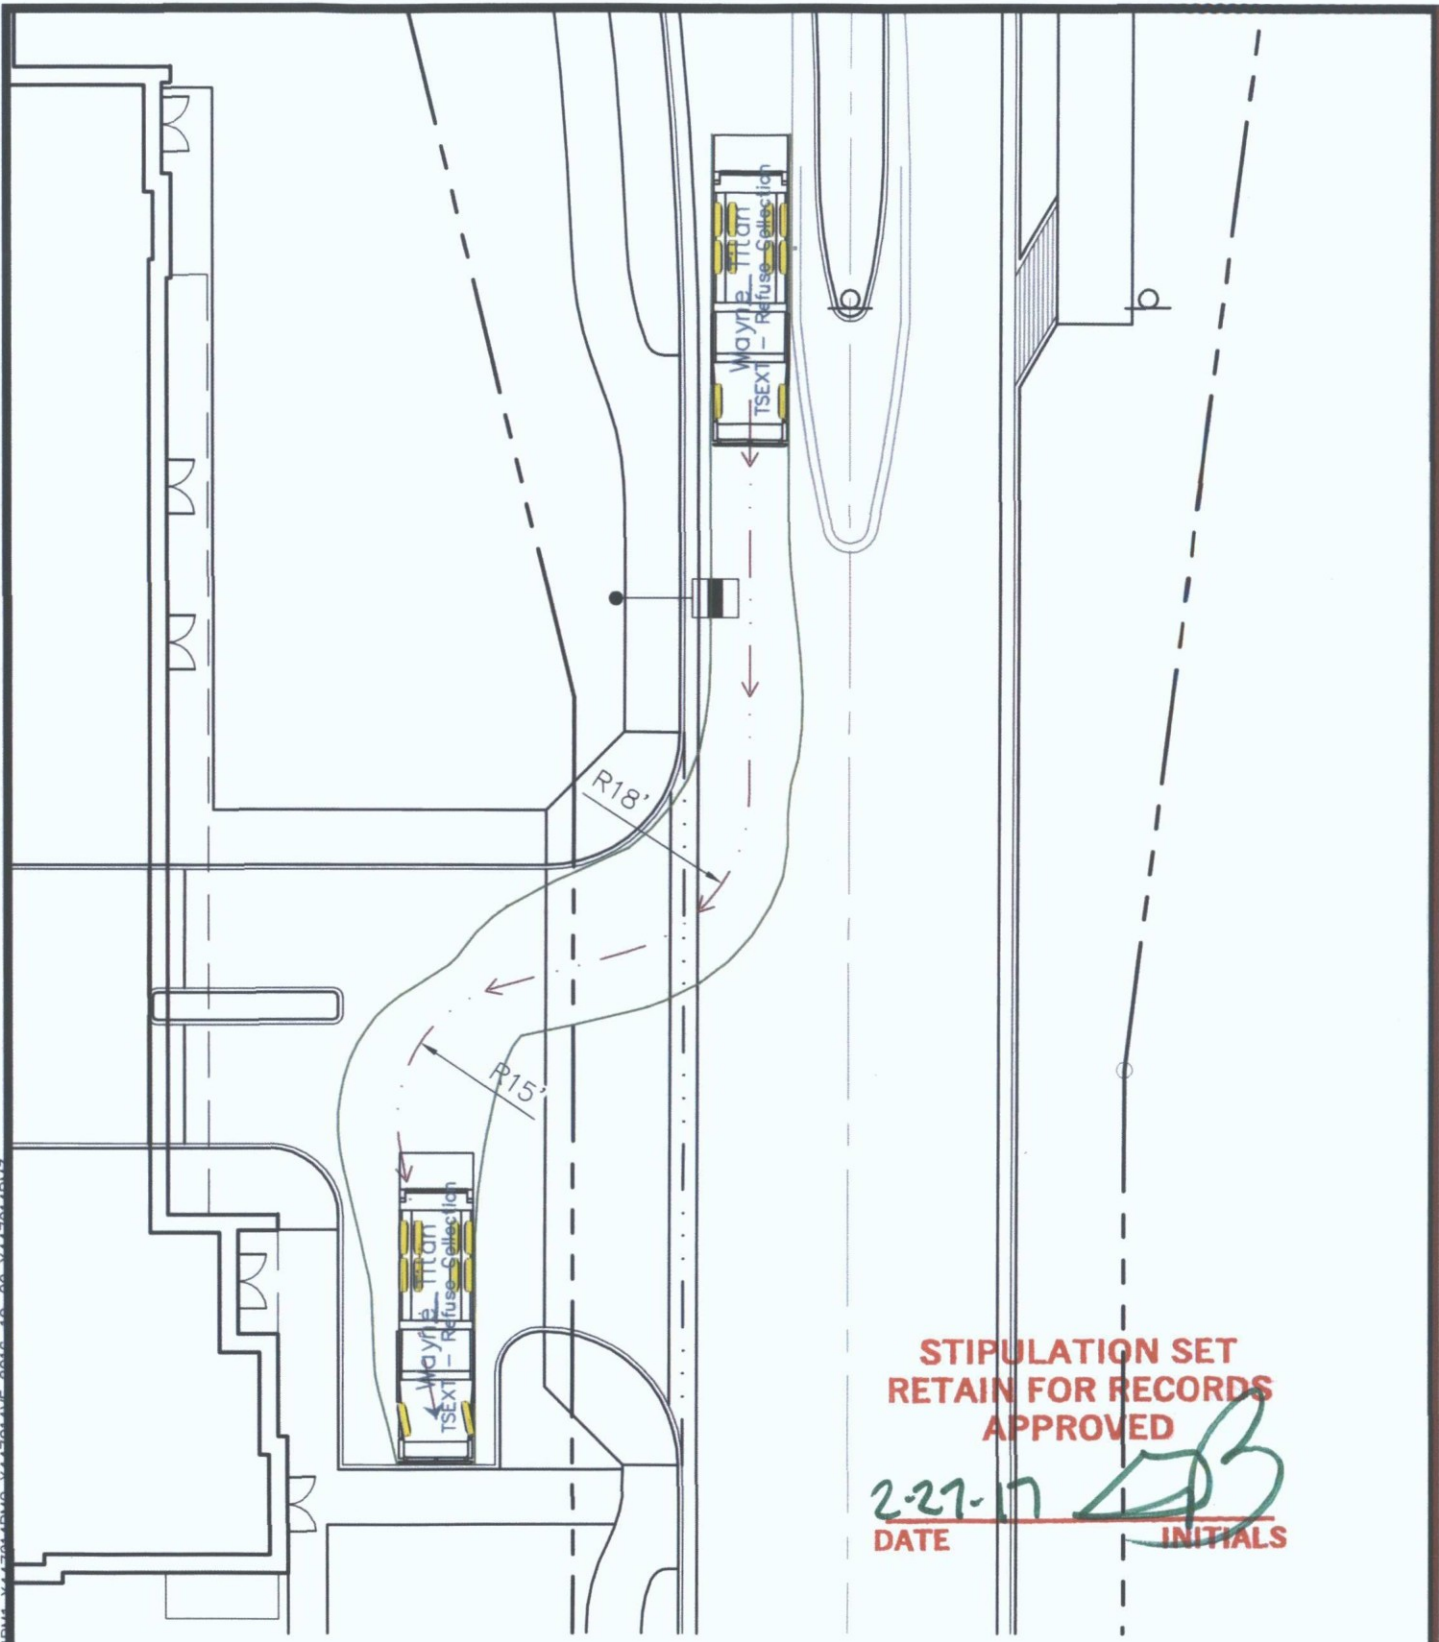 Wayne Titan
TSEXT - Refuse Collection
R18'
R15'
Wayne Titan
TSEXT - Refuse Collection
STIPULATION SET
RETAIN FOR RECORDS
APPROVED
2-27-17
DATE INITIALS